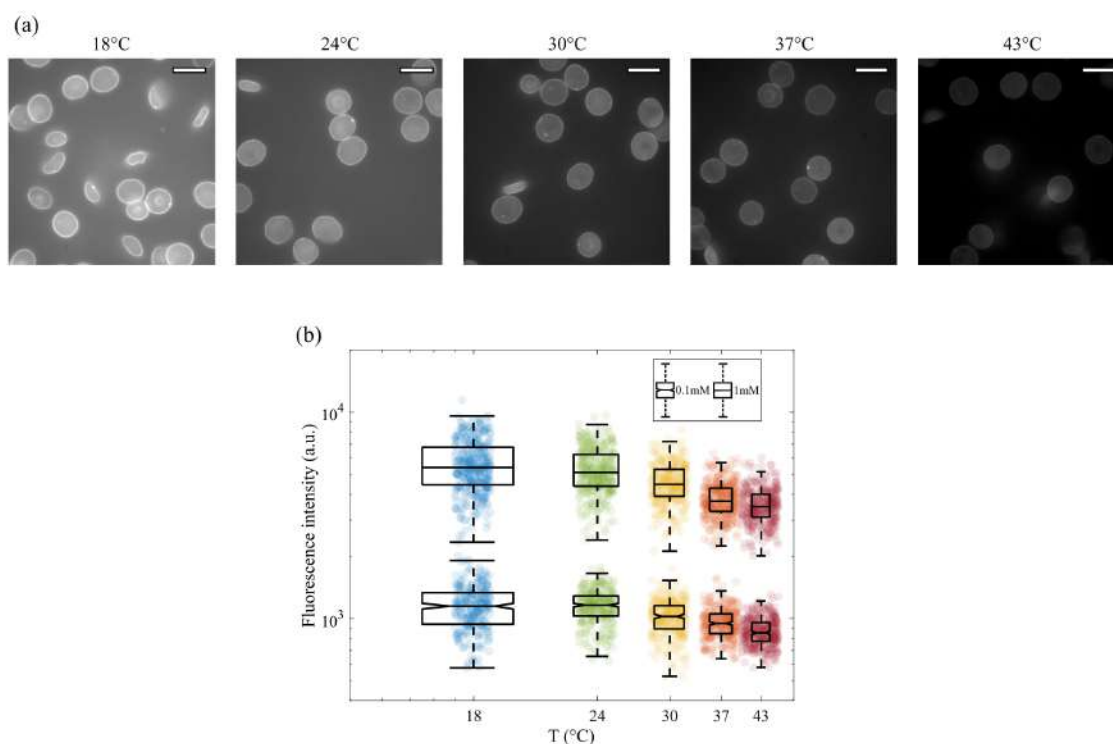 (a)
18°C 24°C 30°C 37°C 43°C
(b)
0.1mM 1mM
10^4
10^3
Fluorescence intensity (a.u.)
18 24 30 37 43
T (°C)